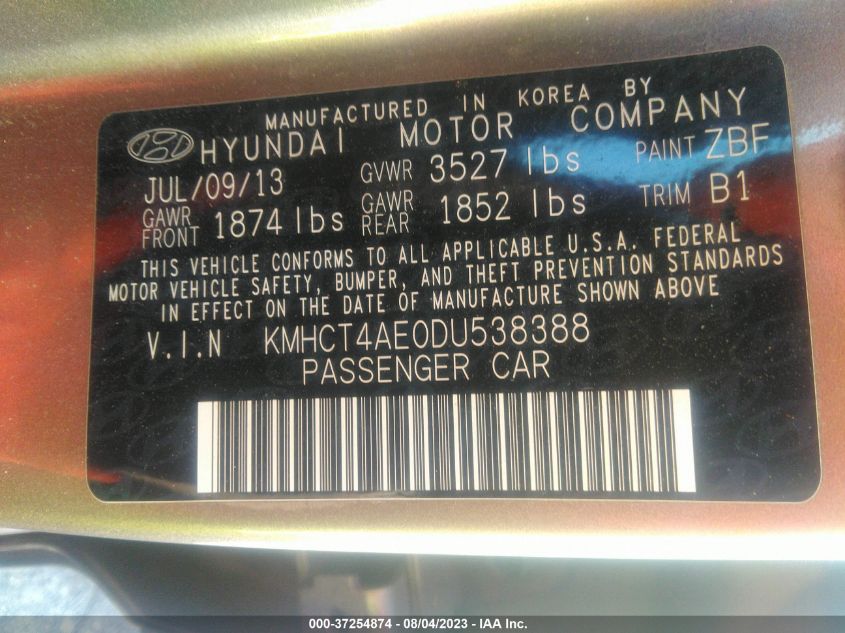 MANUFACTURED IN KOREA BY
HYUNDAI MOTOR COMPANY
JUL/09/13 GVWR 3527 lbs PAINT ZBF
GAWR FRONT 1874 lbs GAWR REAR 1852 lbs TRIM B1
THIS VEHICLE CONFORMS TO ALL APPLICABLE U.S.A. FEDERAL
MOTOR VEHICLE SAFETY, BUMPER, AND THEFT PREVENTION STANDARDS
IN EFFECT ON THE DATE OF MANUFACTURE SHOWN ABOVE
V.I.N KMHCT4AE0DU538388
PASSENGER CAR
000-37254874 - 08/04/2023 - IAA Inc.